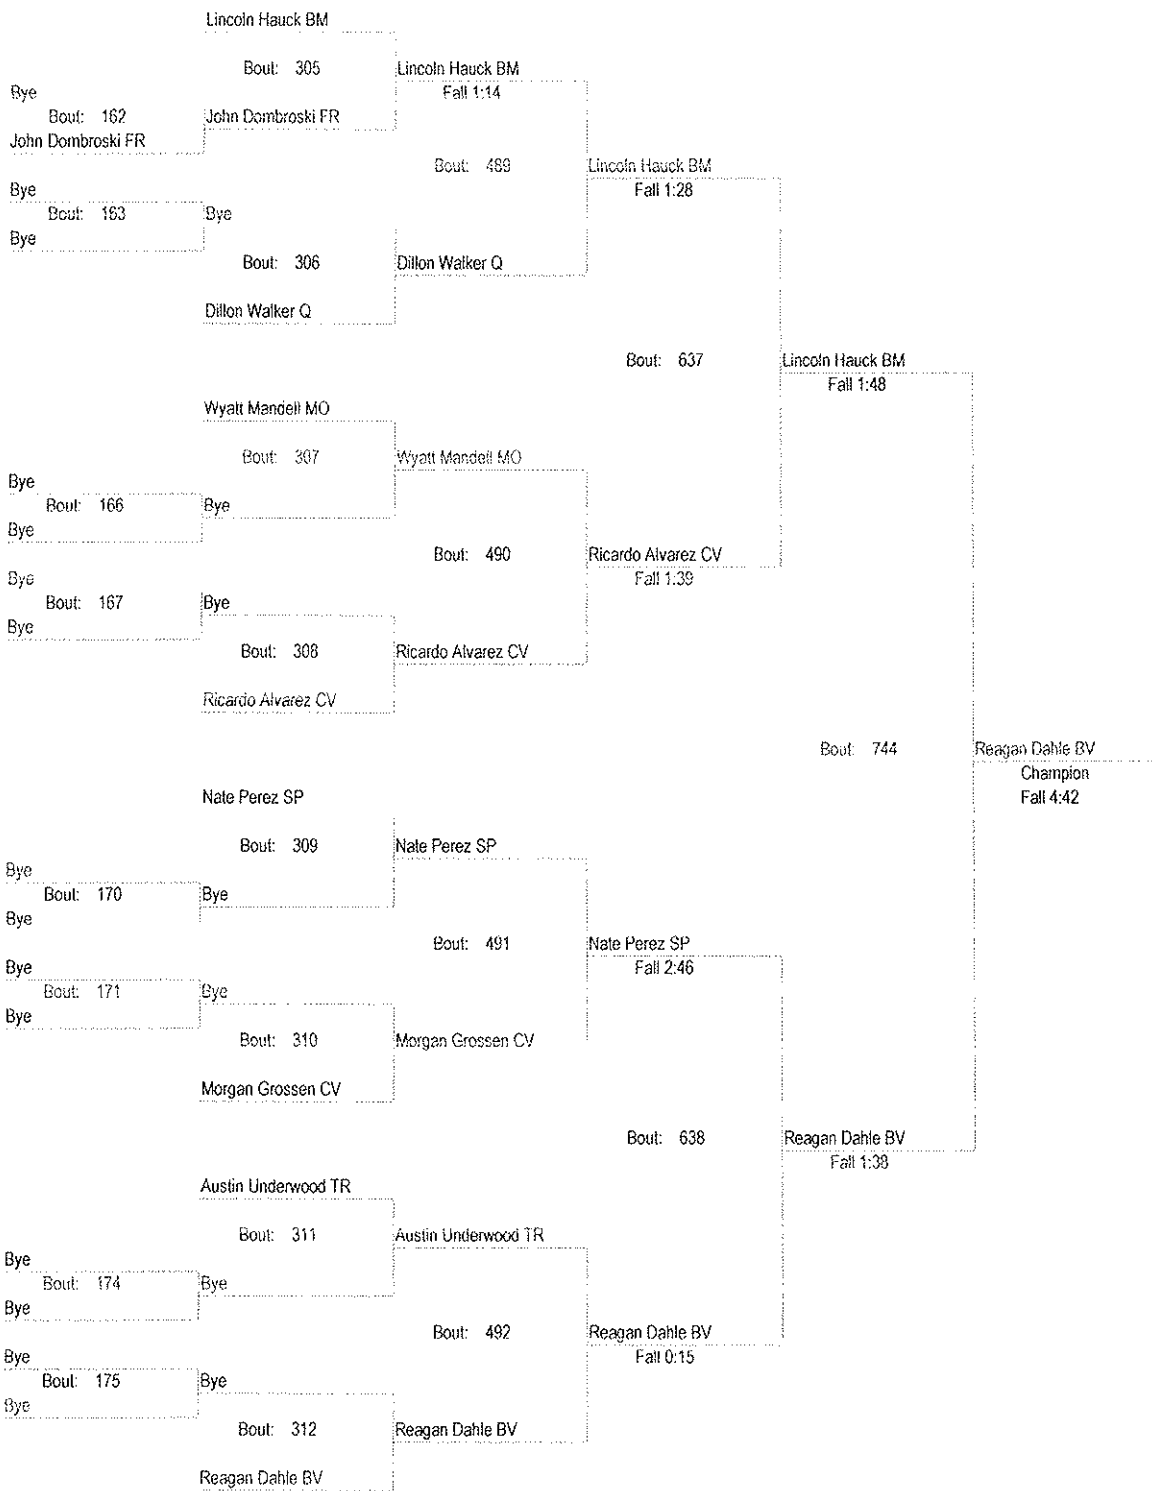 Lincoln Hauck BM
Bout: 305
Lincoln Hauck BM
Fall 1:14
Bye
Bout: 162
John Dombroski FR
John Dombroski FR
Bout: 489
Lincoln Hauck BM
Fall 1:28
Bye
Bout: 163
Bye
Bye
Bout: 306
Dillon Walker Q
Dillon Walker Q
Bout: 637
Lincoln Hauck BM
Fall 1:48
Wyatt Mandell MO
Bout: 307
Wyatt Mandell MO
Bye
Bout: 166
Bye
Bye
Bout: 490
Ricardo Alvarez CV
Fall 1:39
Bye
Bout: 167
Bye
Bye
Bout: 308
Ricardo Alvarez CV
Ricardo Alvarez CV
Bout: 744
Reagan Dahle BV
Champion
Fall 4:42
Nate Perez SP
Bout: 309
Nate Perez SP
Bye
Bout: 170
Bye
Bye
Bout: 491
Nate Perez SP
Fall 2:46
Bye
Bout: 171
Bye
Bye
Bout: 310
Morgan Grossen CV
Morgan Grossen CV
Bout: 638
Reagan Dahle BV
Fall 1:38
Austin Underwood TR
Bout: 311
Austin Underwood TR
Bye
Bout: 174
Bye
Bye
Bout: 492
Reagan Dahle BV
Fall 0:15
Bye
Bout: 175
Bye
Bye
Bout: 312
Reagan Dahle BV
Reagan Dahle BV